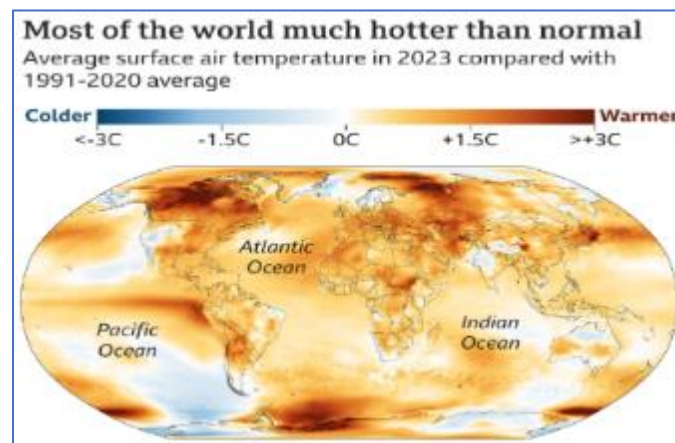 Most of the world much hotter than normal
Average surface air temperature in 2023 compared with
1991-2020 average
Colder Warmer
<-3C -1.5C 0C +1.5C >+3C
Atlantic
Ocean
Pacific
Ocean
Indian
Ocean